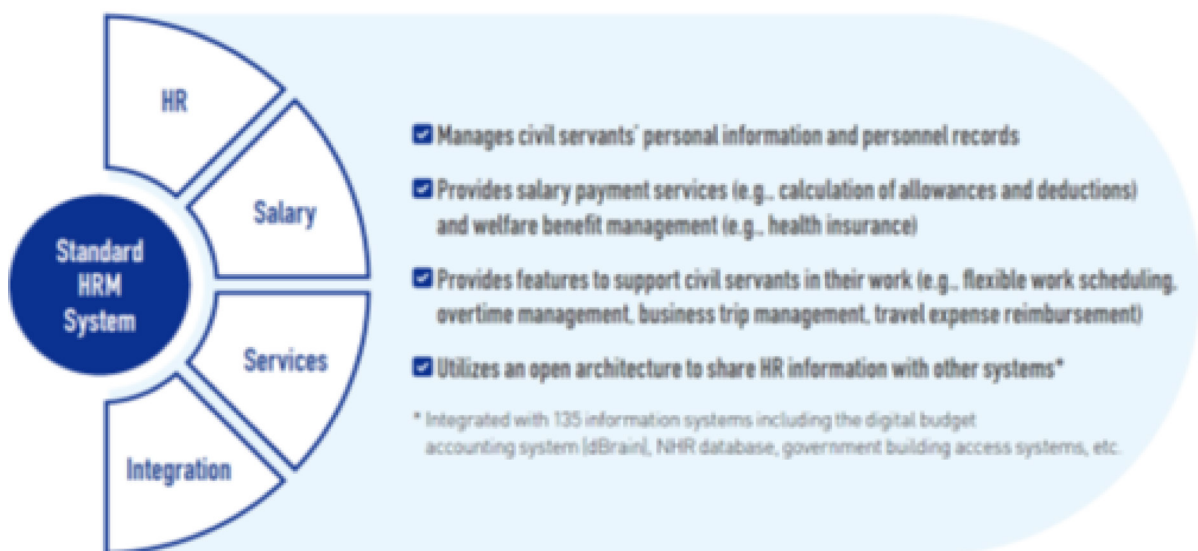 HR
Salary
Standard
HRM
System
Services
Integration
Manages civil servants' personal information and personnel records
Provides salary payment services (e.g., calculation of allowances and deductions)
and welfare benefit management (e.g., health insurance)
Provides features to support civil servants in their work (e.g., flexible work scheduling,
overtime management, business trip management, travel expense reimbursement)
Utilizes an open architecture to share HR information with other systems*
* Integrated with 135 information systems including the digital budget
accounting system (dBrain), NHR database, government building access systems, etc.